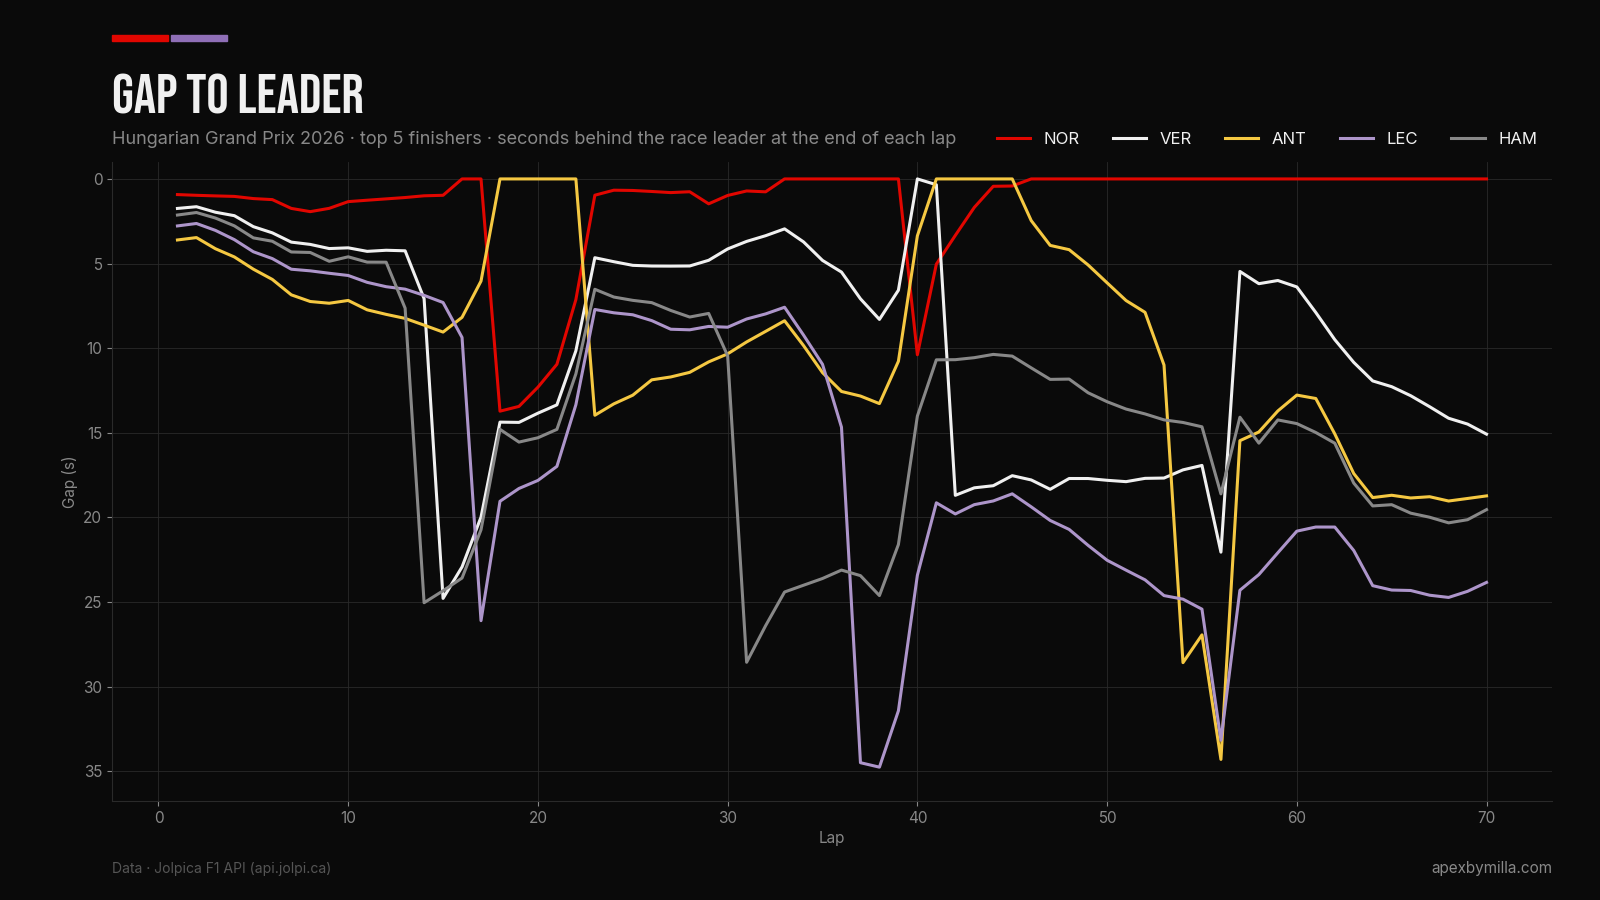 GAP TO LEADER
Hungarian Grand Prix 2026 · top 5 finishers · seconds behind the race leader at the end of each lap
NOR VER ANT LEC HAM
0
5
10
15
20
25
30
35
Gap (s)
0 10 20 30 40 50 60 70
Lap
Data · Jolpica F1 API (api.jolpi.ca)
apexbymilla.com